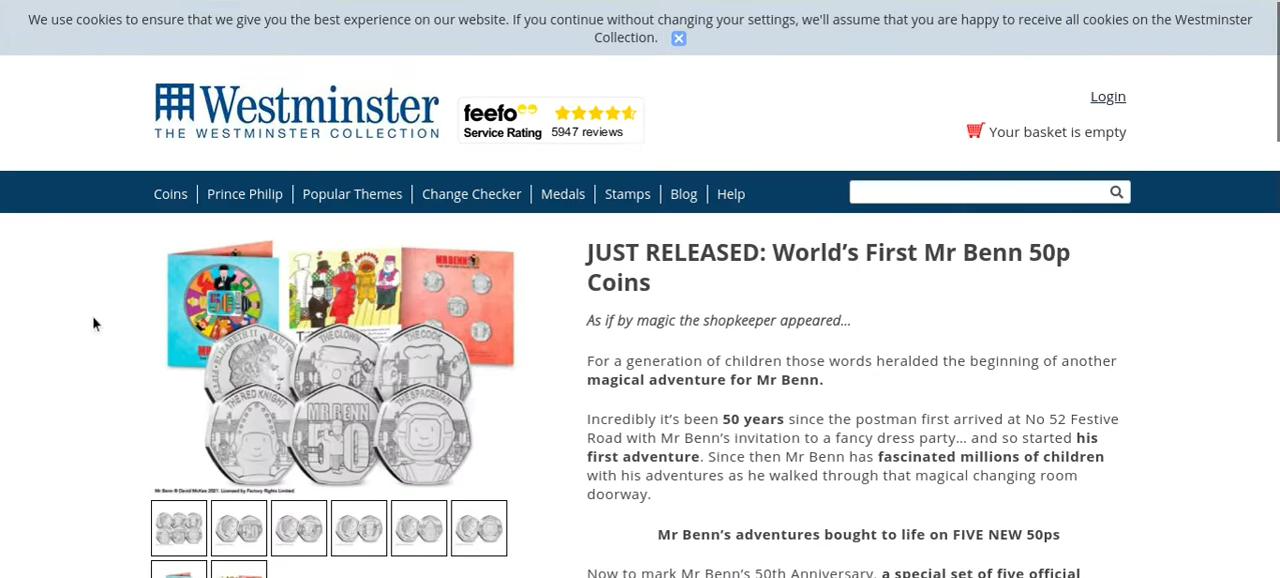 We use cookies to ensure that we give you the best experience on our website. If you continue without changing your settings, we'll assume that you are happy to receive all cookies on the Westminster
Collection.
Westminster
THE WESTMINSTER COLLECTION
feefo
Service Rating 5947 reviews
Login
Your basket is empty
Coins Prince Philip Popular Themes Change Checker Medals Stamps Blog Help
JUST RELEASED: World’s First Mr Benn 50p
Coins
As if by magic the shopkeeper appeared...
For a generation of children those words heralded the beginning of another
magical adventure for Mr Benn.
Incredibly it’s been 50 years since the postman first arrived at No 52 Festive
Road with Mr Benn’s invitation to a fancy dress party… and so started his
first adventure. Since then Mr Benn has fascinated millions of children
with his adventures as he walked through that magical changing room
doorway.
Mr Benn’s adventures bought to life on FIVE NEW 50ps
Now to mark Mr Benn’s 50th Anniversary, a special set of five official
MR BENN
50
ELIZABETH II
THE CLOWN
THE COOK
THE RED KNIGHT
MR BENN
50
THE SPACEMAN
Mr Benn © David McKee 2021. Licensed by Factory Rights Limited